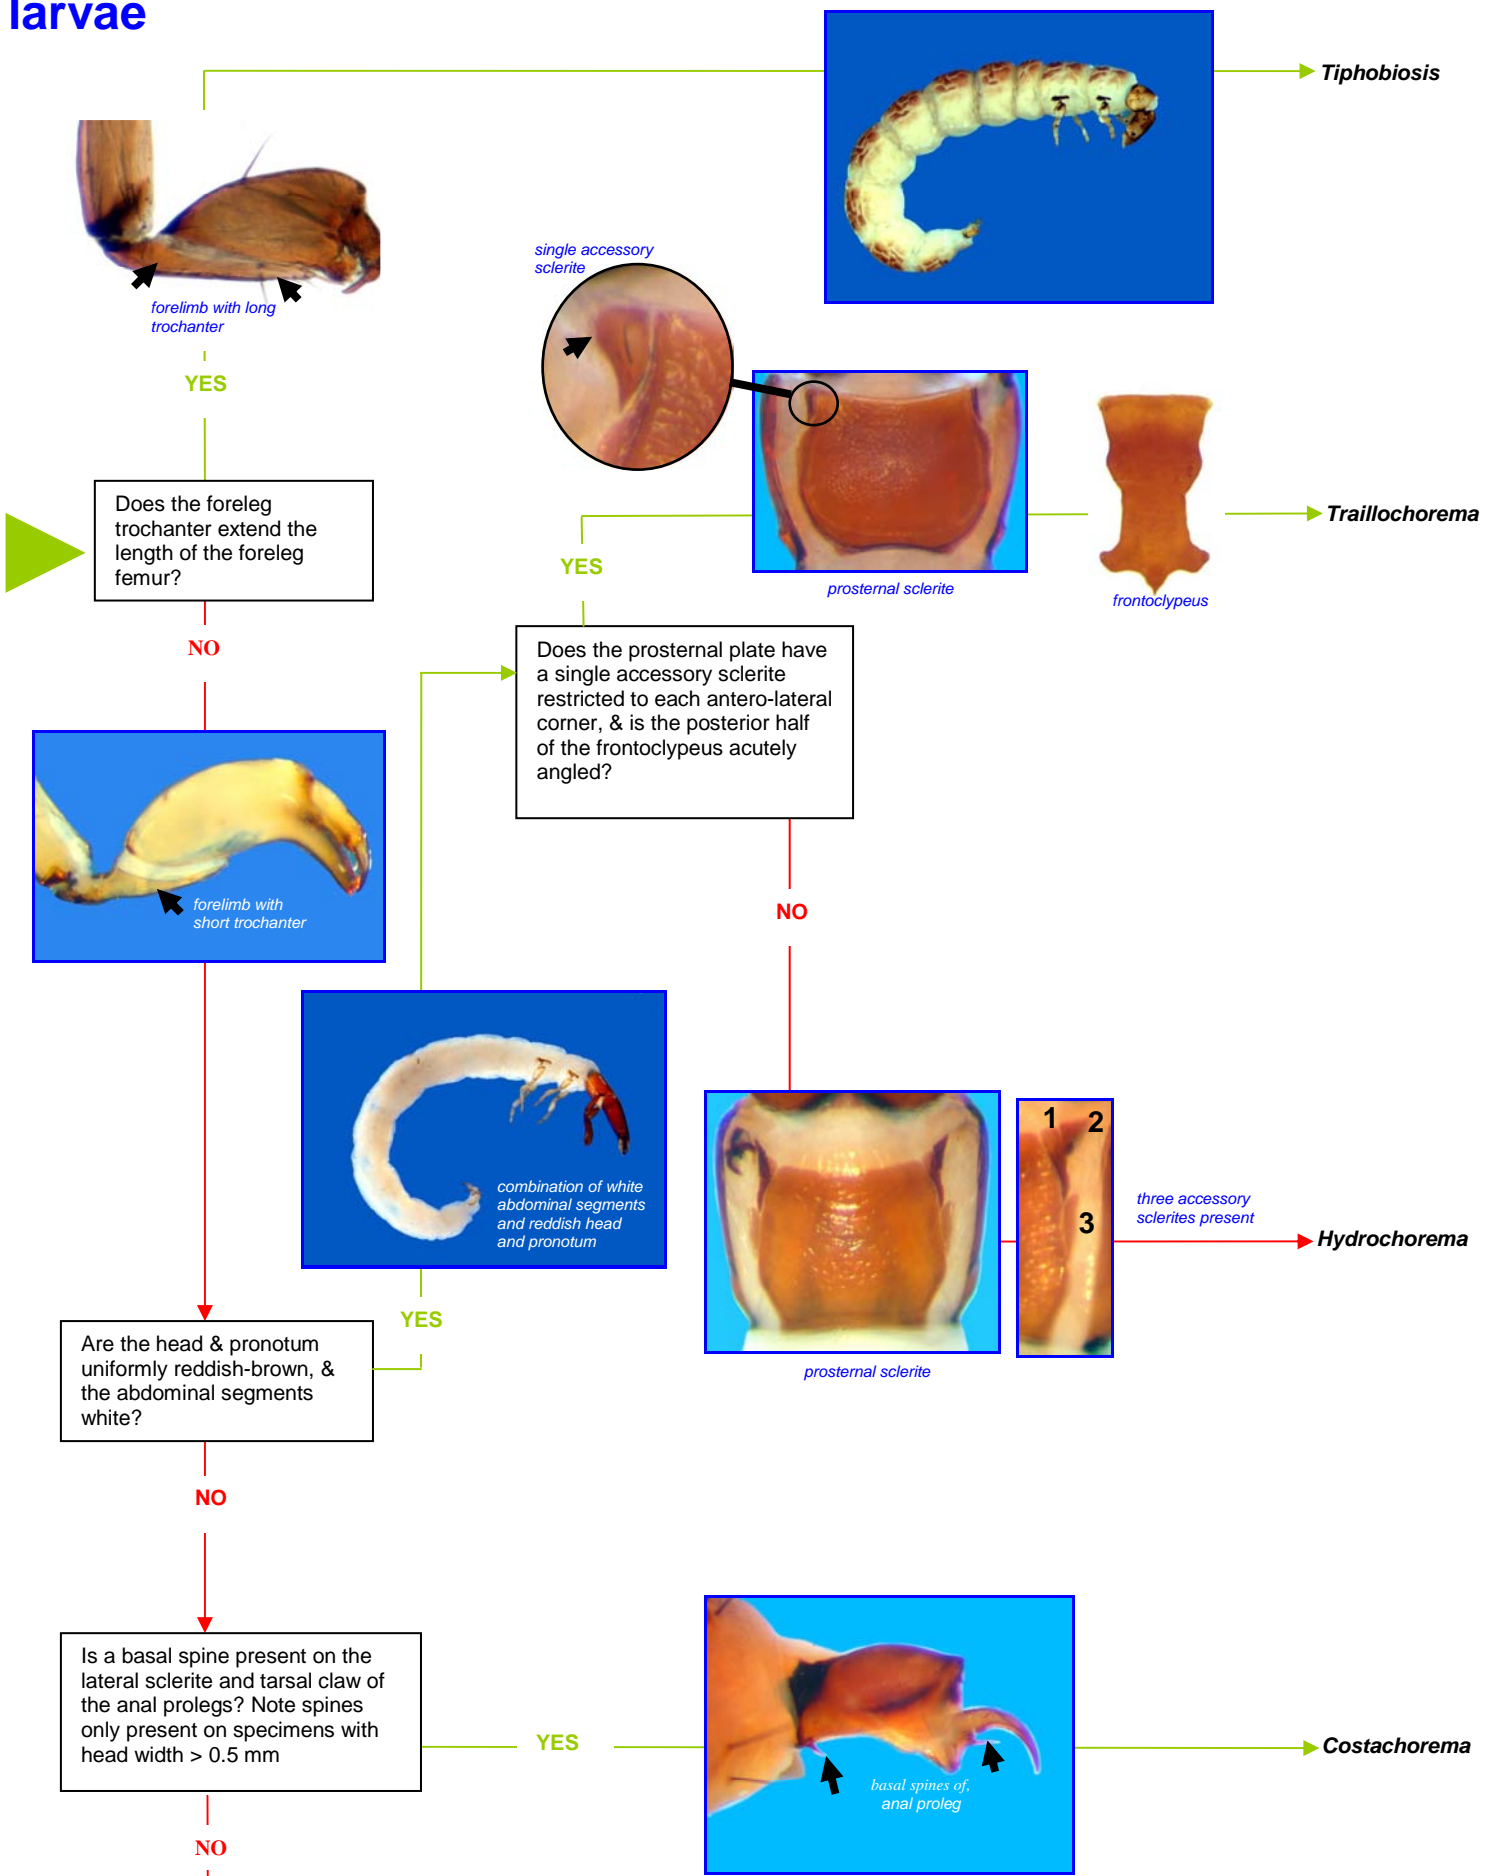 larvae
Tiphobiosis
single accessory
sclerite
forelimb with long
trochanter
YES
Does the foreleg
trochanter extend the
length of the foreleg
femur?
Traillochorema
YES
prosternal sclerite
frontoclypeus
NO
Does the prosternal plate have
a single accessory sclerite
restricted to each antero-lateral
corner, & is the posterior half
of the frontoclypeus acutely
angled?
forelimb with
short trochanter
NO
combination of white
abdominal segments
and reddish head
and pronotum
1
2
3
three accessory
sclerites present
Hydrochorema
YES
Are the head & pronotum
uniformly reddish-brown, &
the abdominal segments
white?
prosternal sclerite
NO
Is a basal spine present on the
lateral sclerite and tarsal claw of
the anal prolegs? Note spines
only present on specimens with
head width > 0.5 mm
YES
Costachorema
basal spines of,
anal proleg
NO